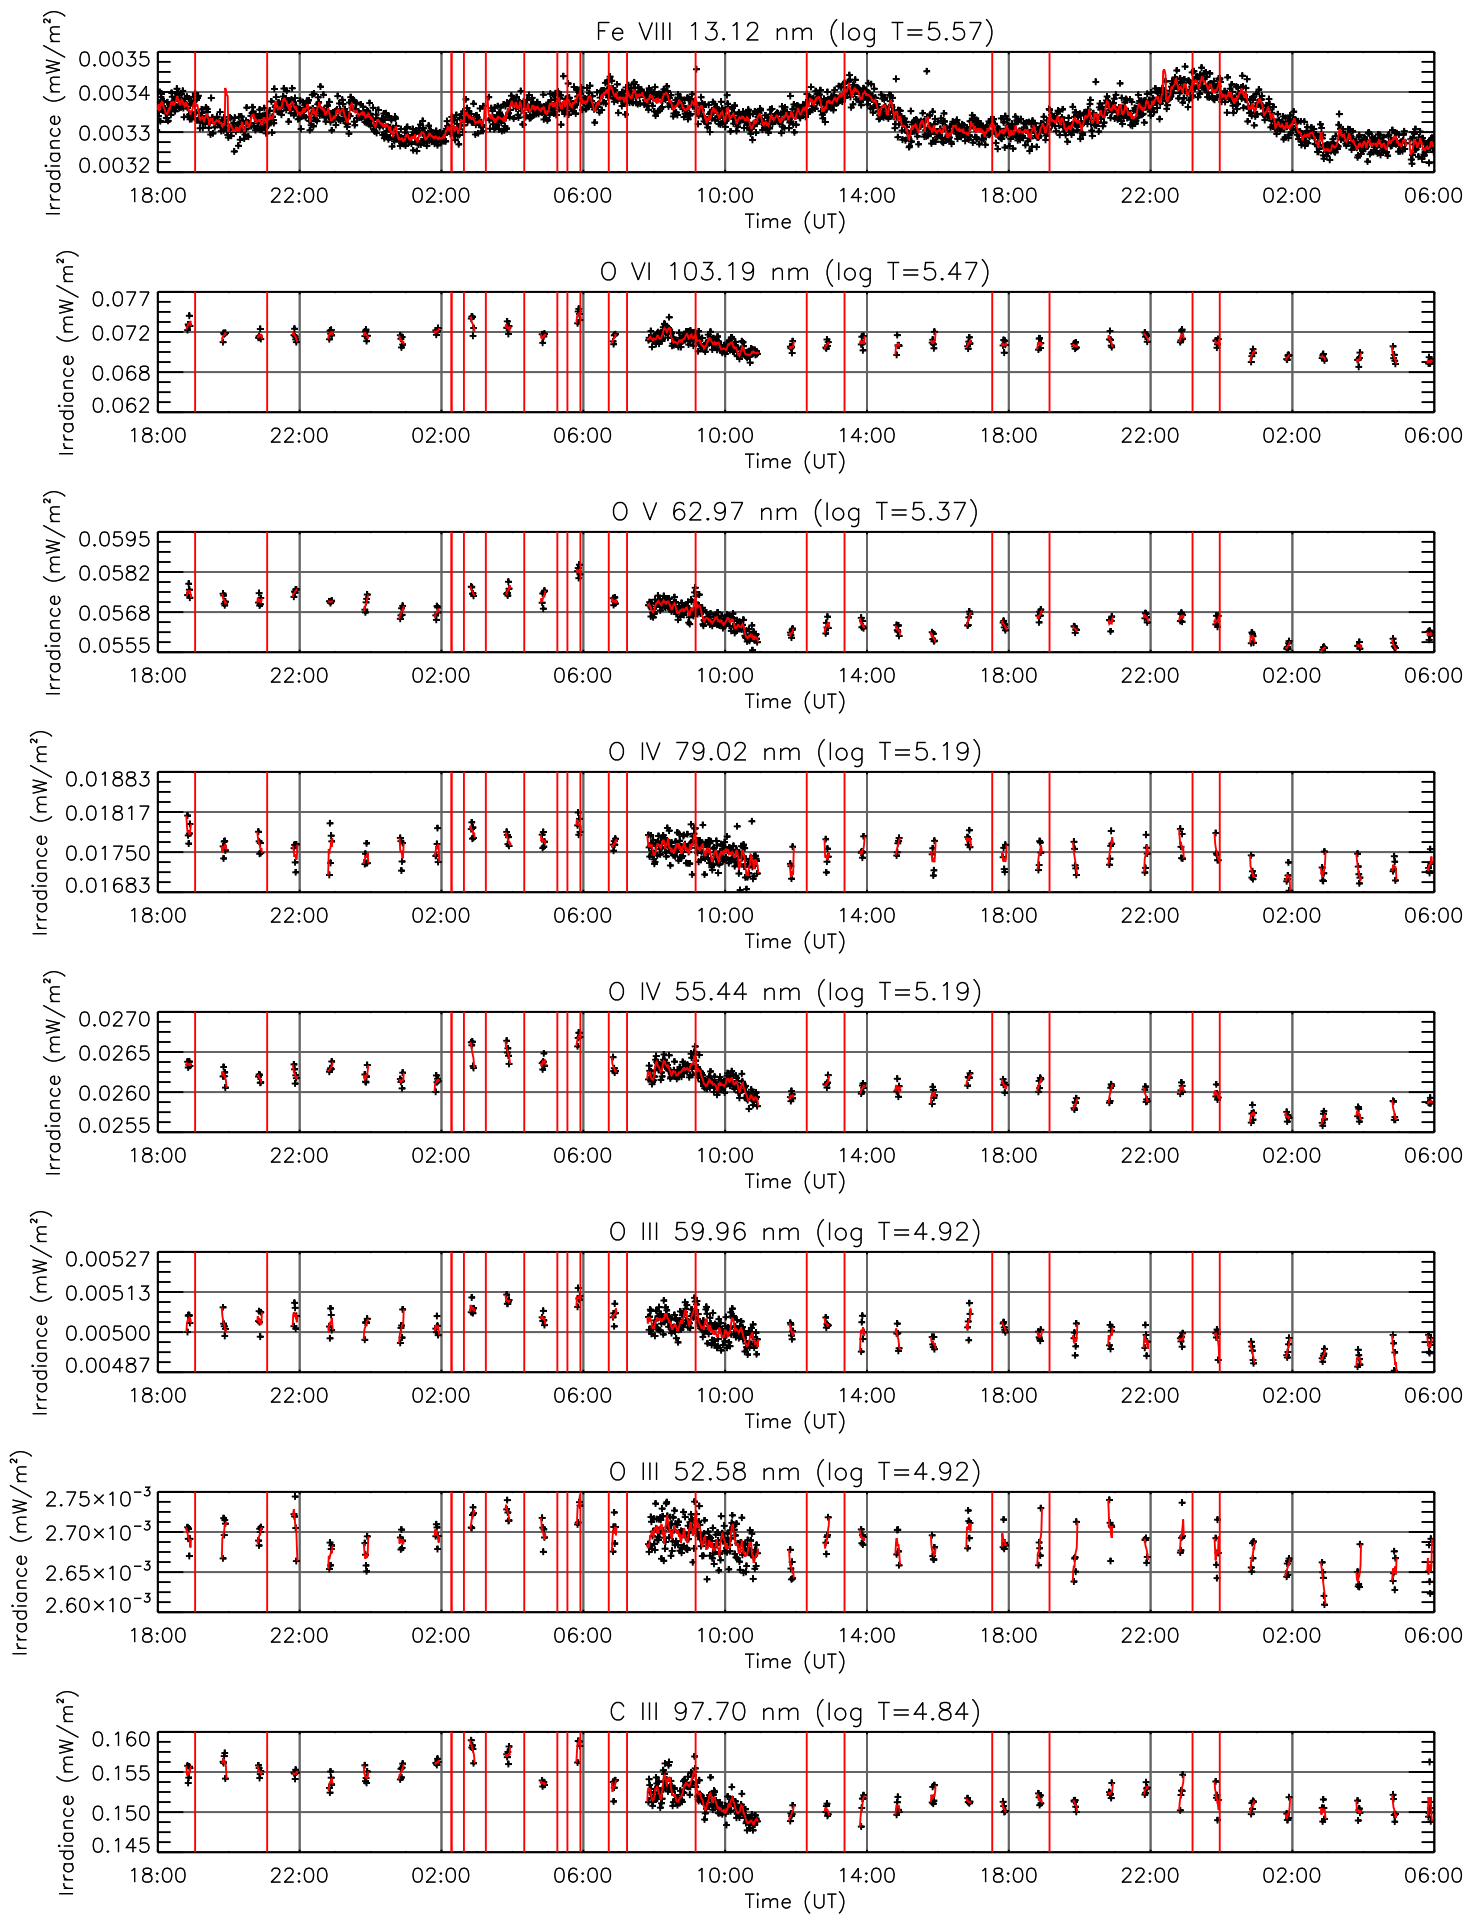 Fe VIII 13.12 nm (log T=5.57)
Irradiance (mW/m²)
0.0035
0.0034
0.0033
0.0032
18:00 22:00 02:00 06:00 10:00 14:00 18:00 22:00 02:00 06:00
Time (UT)
O VI 103.19 nm (log T=5.47)
Irradiance (mW/m²)
0.077
0.072
0.068
0.062
18:00 22:00 02:00 06:00 10:00 14:00 18:00 22:00 02:00 06:00
Time (UT)
O V 62.97 nm (log T=5.37)
Irradiance (mW/m²)
0.0595
0.0582
0.0568
0.0555
18:00 22:00 02:00 06:00 10:00 14:00 18:00 22:00 02:00 06:00
Time (UT)
O IV 79.02 nm (log T=5.19)
Irradiance (mW/m²)
0.01883
0.01817
0.01750
0.01683
18:00 22:00 02:00 06:00 10:00 14:00 18:00 22:00 02:00 06:00
Time (UT)
O IV 55.44 nm (log T=5.19)
Irradiance (mW/m²)
0.0270
0.0265
0.0260
0.0255
18:00 22:00 02:00 06:00 10:00 14:00 18:00 22:00 02:00 06:00
Time (UT)
O III 59.96 nm (log T=4.92)
Irradiance (mW/m²)
0.00527
0.00513
0.00500
0.00487
18:00 22:00 02:00 06:00 10:00 14:00 18:00 22:00 02:00 06:00
Time (UT)
O III 52.58 nm (log T=4.92)
Irradiance (mW/m²)
2.75×10⁻³
2.70×10⁻³
2.65×10⁻³
2.60×10⁻³
18:00 22:00 02:00 06:00 10:00 14:00 18:00 22:00 02:00 06:00
Time (UT)
C III 97.70 nm (log T=4.84)
Irradiance (mW/m²)
0.160
0.155
0.150
0.145
18:00 22:00 02:00 06:00 10:00 14:00 18:00 22:00 02:00 06:00
Time (UT)